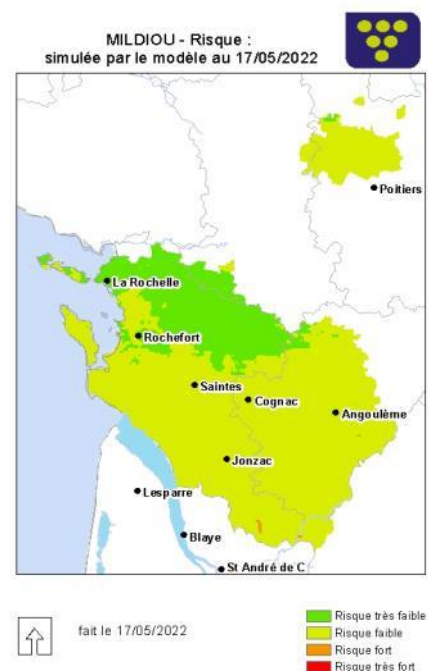 MILDIOU - Risque :
simulée par le modèle au 17/05/2022
Poitiers
La Rochelle
Rochefort
Saintes
Cognac
Angoulème
Jonzac
Lesparre
Blaye
St André de C
fait le 17/05/2022
Risque très faible
Risque faible
Risque fort
Risque très fort